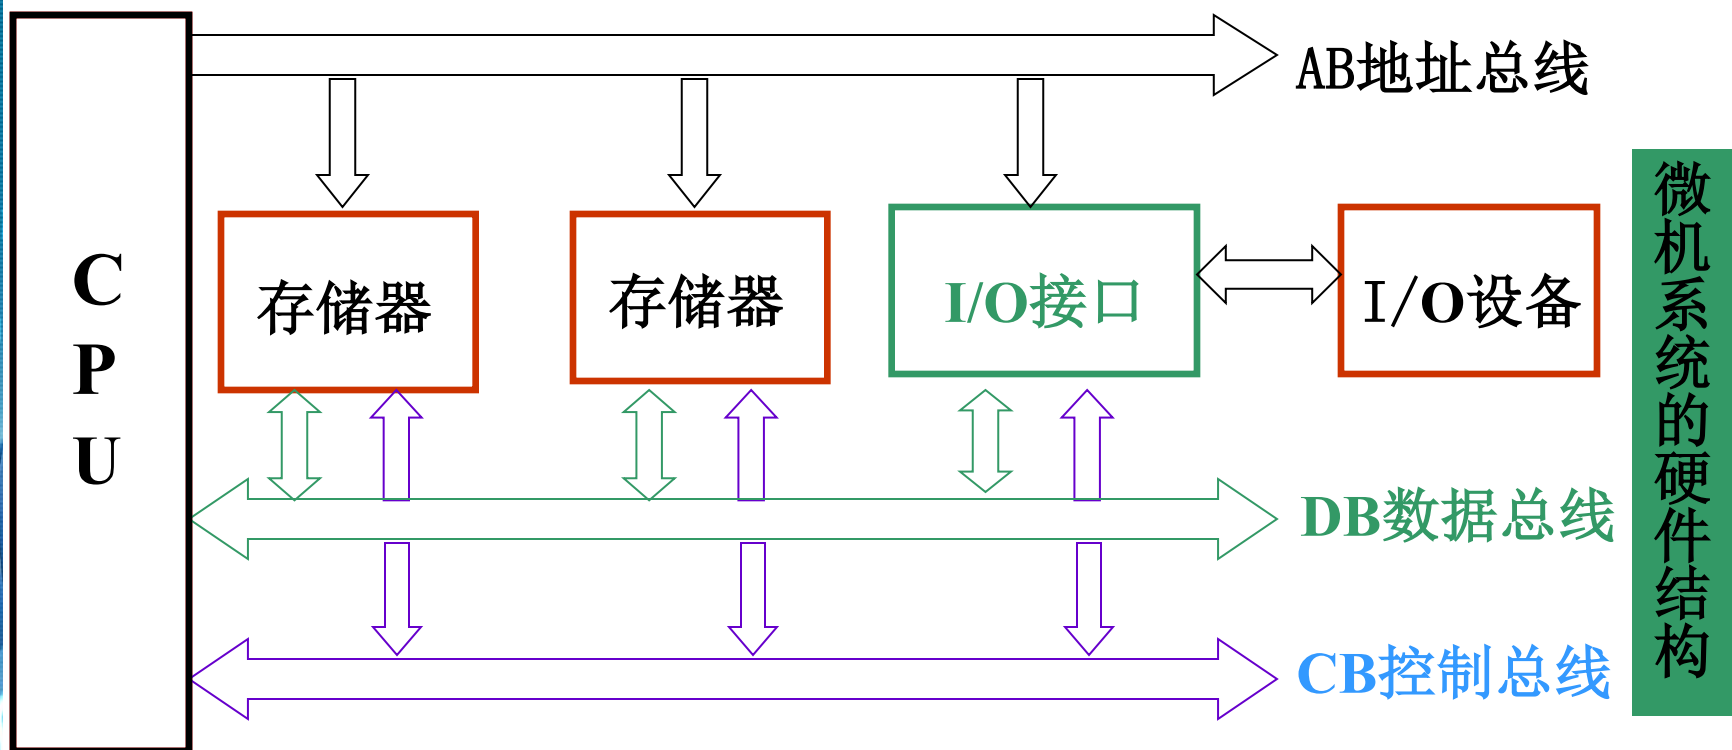 CPU
AB地址总线
存储器
存储器
I/O接口
I/O设备
DB数据总线
CB控制总线
微机系统的硬件结构